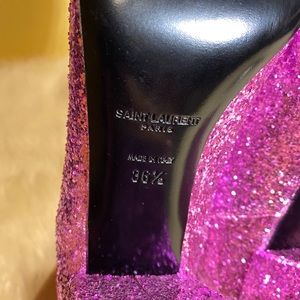 SAINT LAURENT
PARIS
MADE IN ITALY
36½